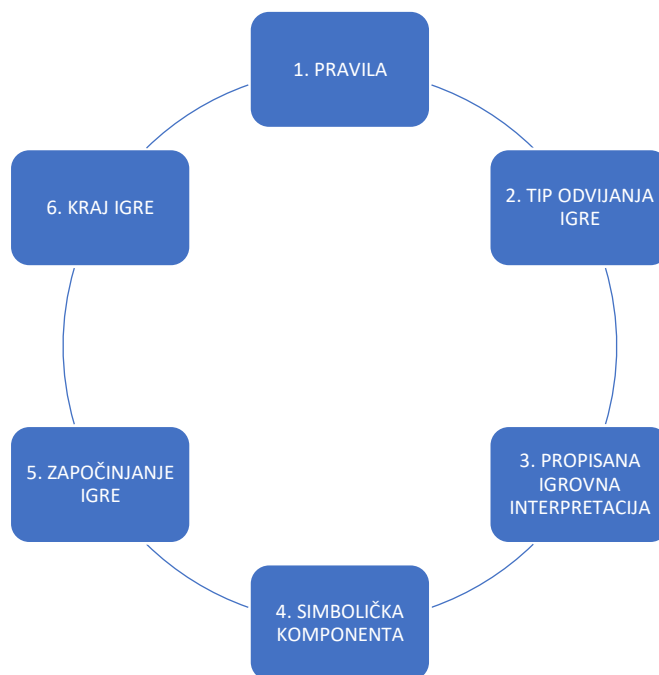 1. PRAVILA
2. TIP ODVIJANJA
IGRE
3. PROPISANA
IGROVNA
INTERPRETACIJA
4. SIMBOLIČKA
KOMPONENTA
5. ZAPOČINJANJE
IGRE
6. KRAJ IGRE